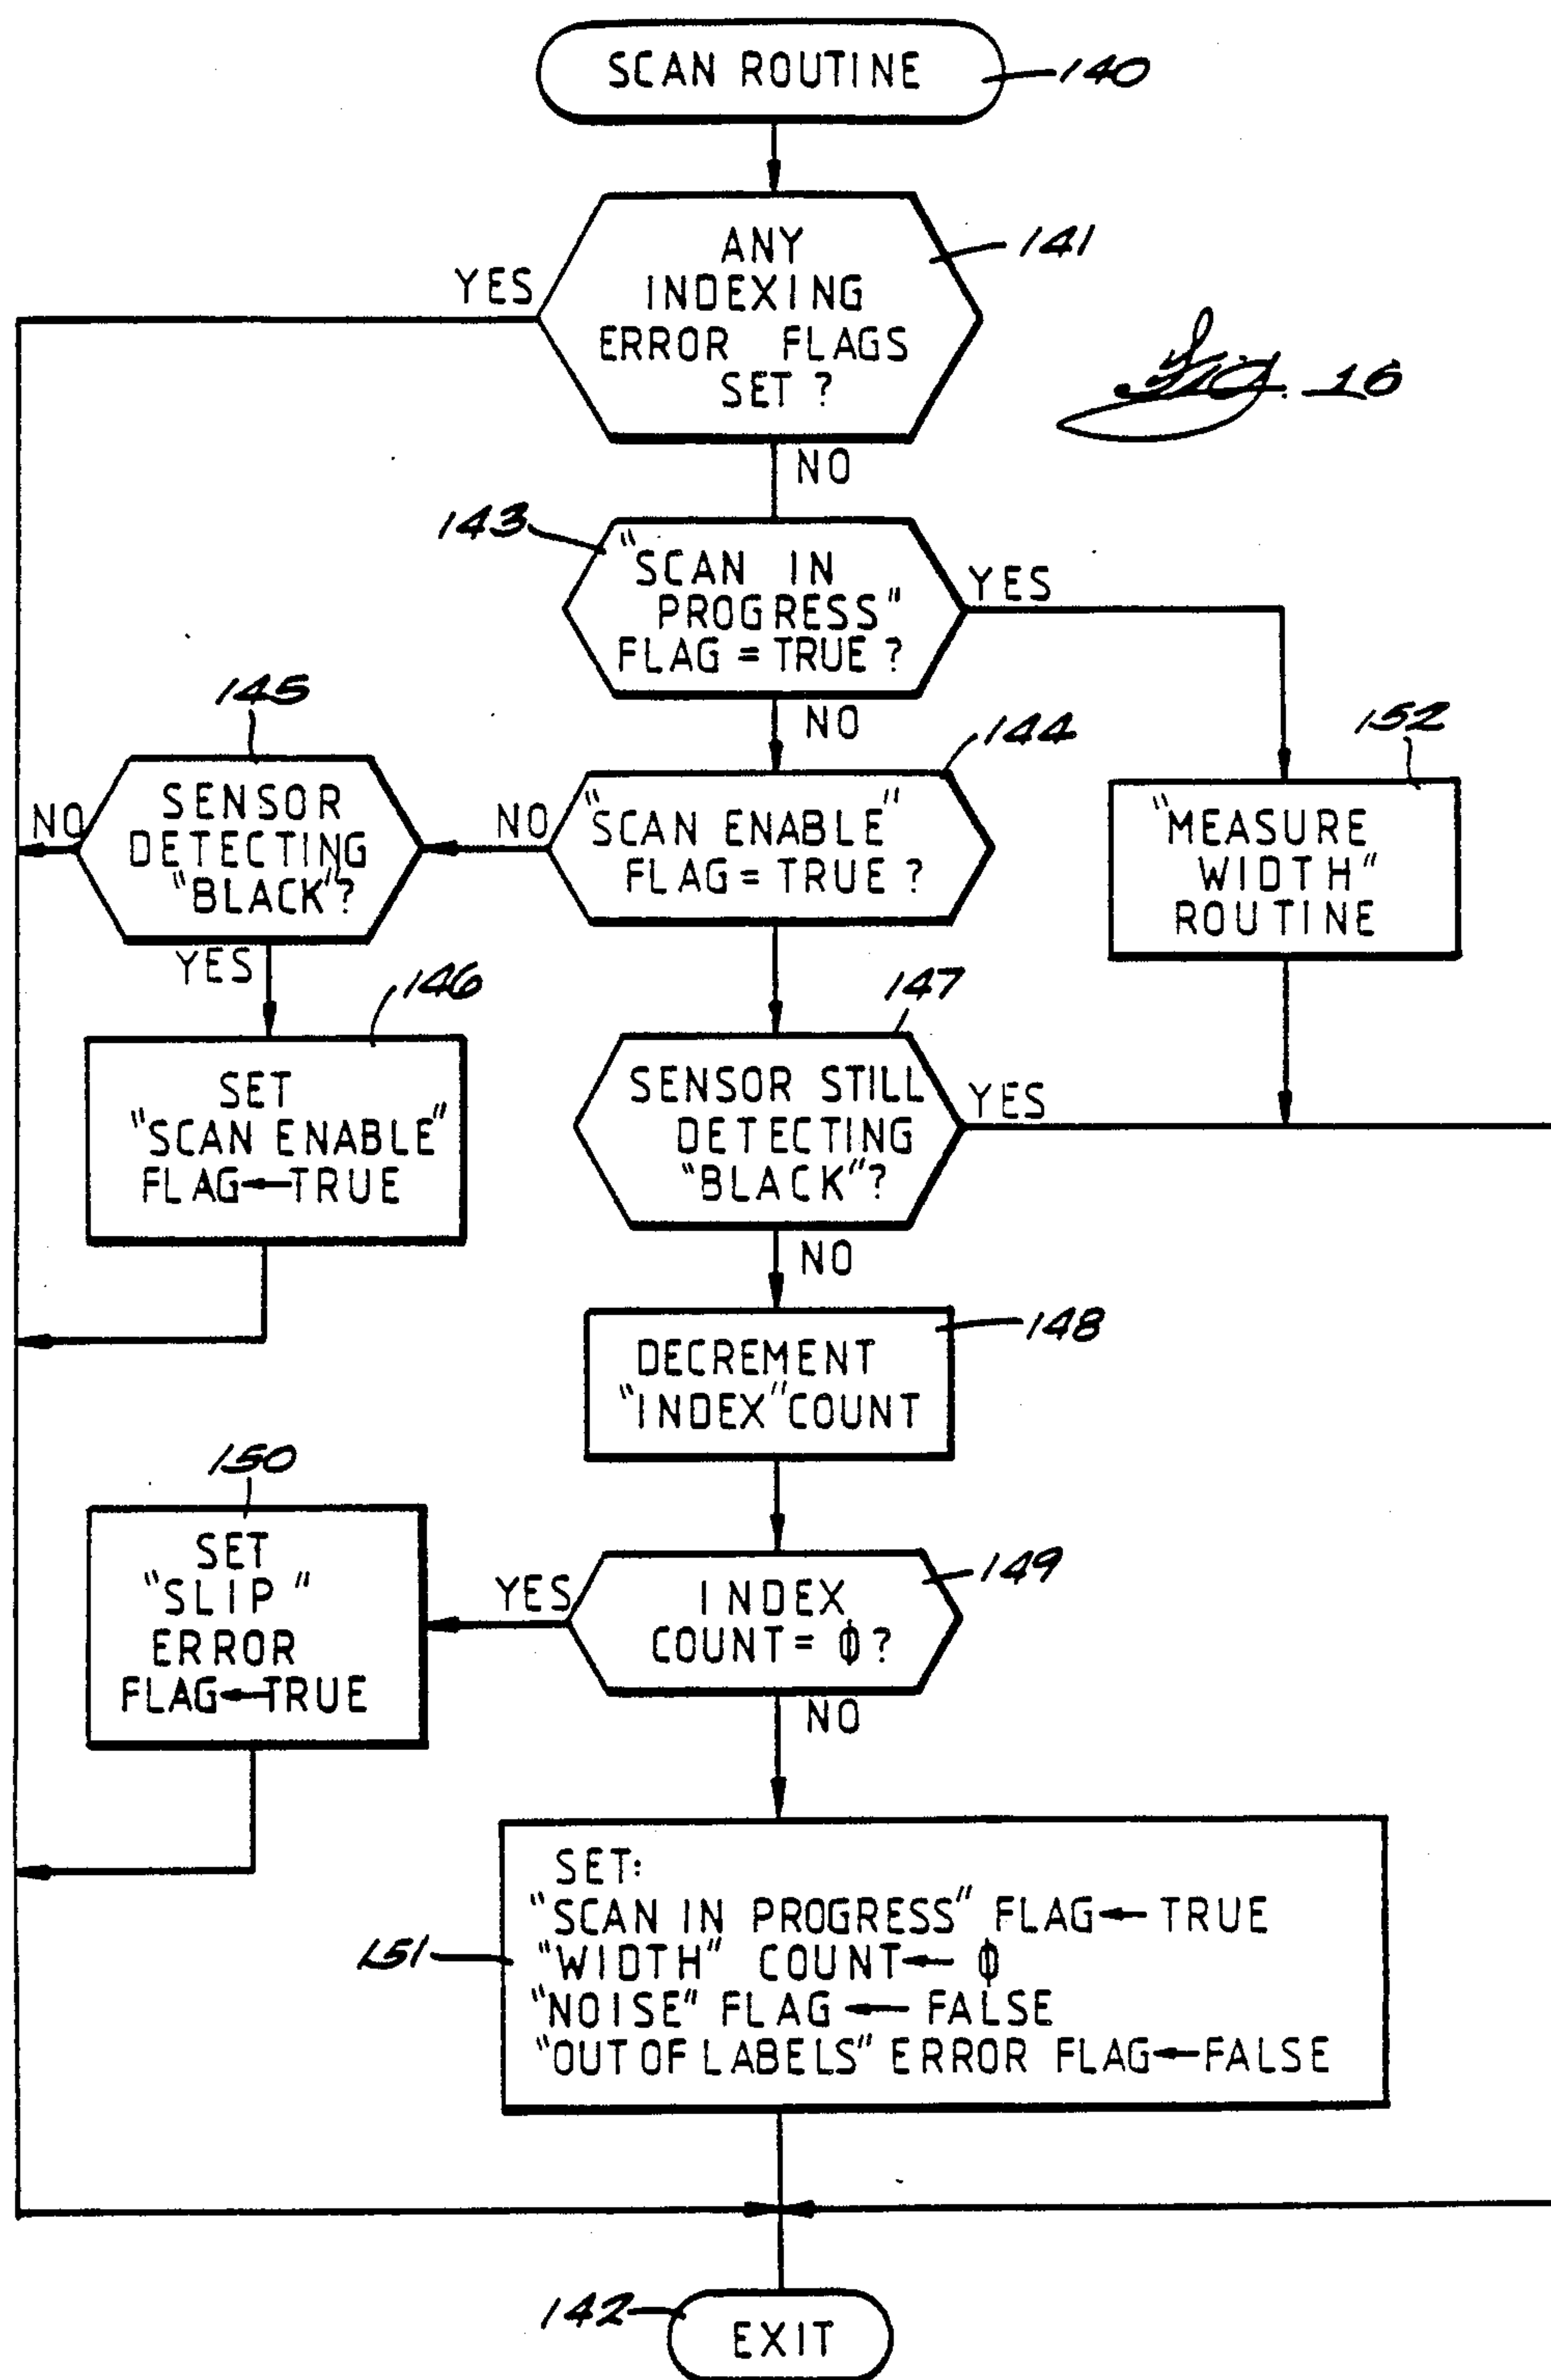 SCAN ROUTINE
140
ANY
INDEXING
ERROR FLAGS
SET ?
141
YES
NO
Fig. 16
143
"SCAN IN
PROGRESS"
FLAG = TRUE ?
YES
NO
145
SENSOR
DETECTING
"BLACK"?
NO
YES
144
"SCAN ENABLE"
FLAG = TRUE ?
NO
152
"MEASURE
WIDTH"
ROUTINE
146
SET
"SCAN ENABLE"
FLAG←TRUE
147
SENSOR STILL
DETECTING
"BLACK"?
YES
NO
148
DECREMENT
"INDEX" COUNT
150
SET
"SLIP"
ERROR
FLAG←TRUE
149
INDEX
COUNT = ϕ ?
YES
NO
151
SET:
"SCAN IN PROGRESS" FLAG← TRUE
"WIDTH" COUNT← ϕ
"NOISE" FLAG ← FALSE
"OUT OF LABELS" ERROR FLAG←FALSE
142
EXIT